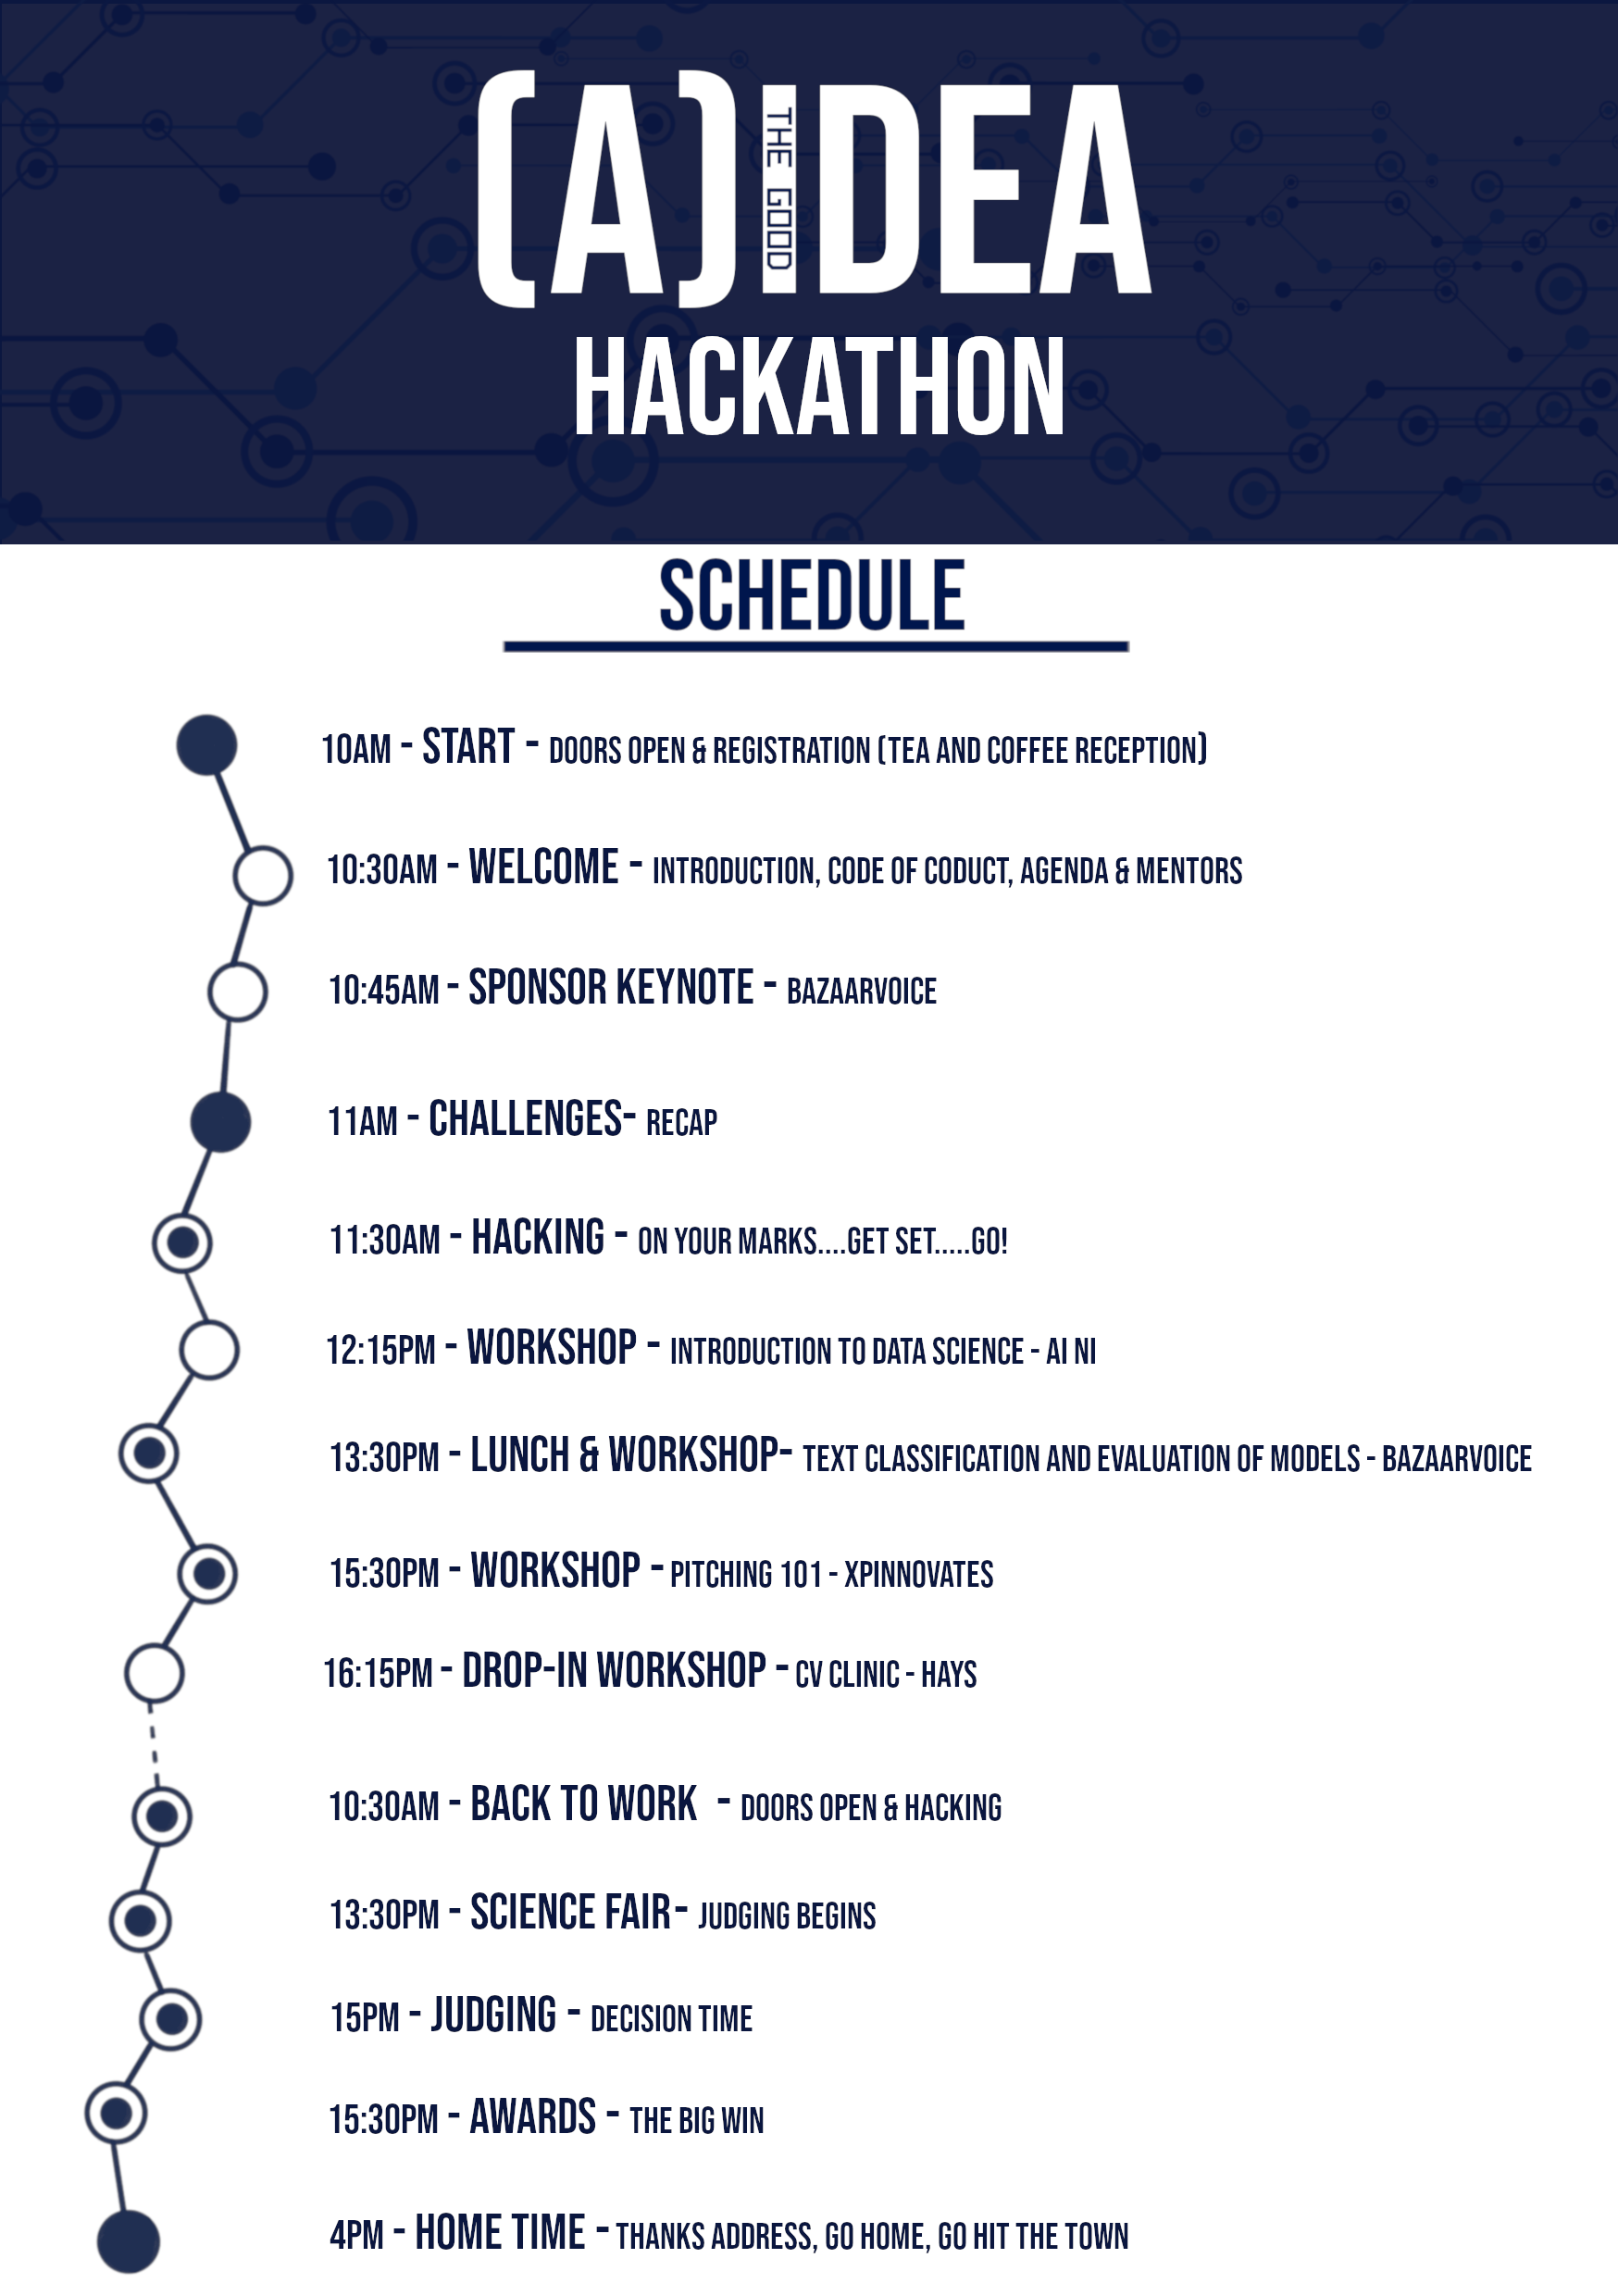 (A)IDEA
THE GOOD
HACKATHON
SCHEDULE
10AM - START - DOORS OPEN & REGISTRATION (TEA AND COFFEE RECEPTION)
10:30AM - WELCOME - INTRODUCTION, CODE OF CODUCT, AGENDA & MENTORS
10:45AM - SPONSOR KEYNOTE - BAZAARVOICE
11AM - CHALLENGES- RECAP
11:30AM - HACKING - ON YOUR MARKS....GET SET.....GO!
12:15PM - WORKSHOP - INTRODUCTION TO DATA SCIENCE - AI NI
13:30PM - LUNCH & WORKSHOP- TEXT CLASSIFICATION AND EVALUATION OF MODELS - BAZAARVOICE
15:30PM - WORKSHOP - PITCHING 101 - XPINNOVATES
16:15PM - DROP-IN WORKSHOP - CV CLINIC - HAYS
10:30AM - BACK TO WORK - DOORS OPEN & HACKING
13:30PM - SCIENCE FAIR- JUDGING BEGINS
15PM - JUDGING - DECISION TIME
15:30PM - AWARDS - THE BIG WIN
4PM - HOME TIME - THANKS ADDRESS, GO HOME, GO HIT THE TOWN